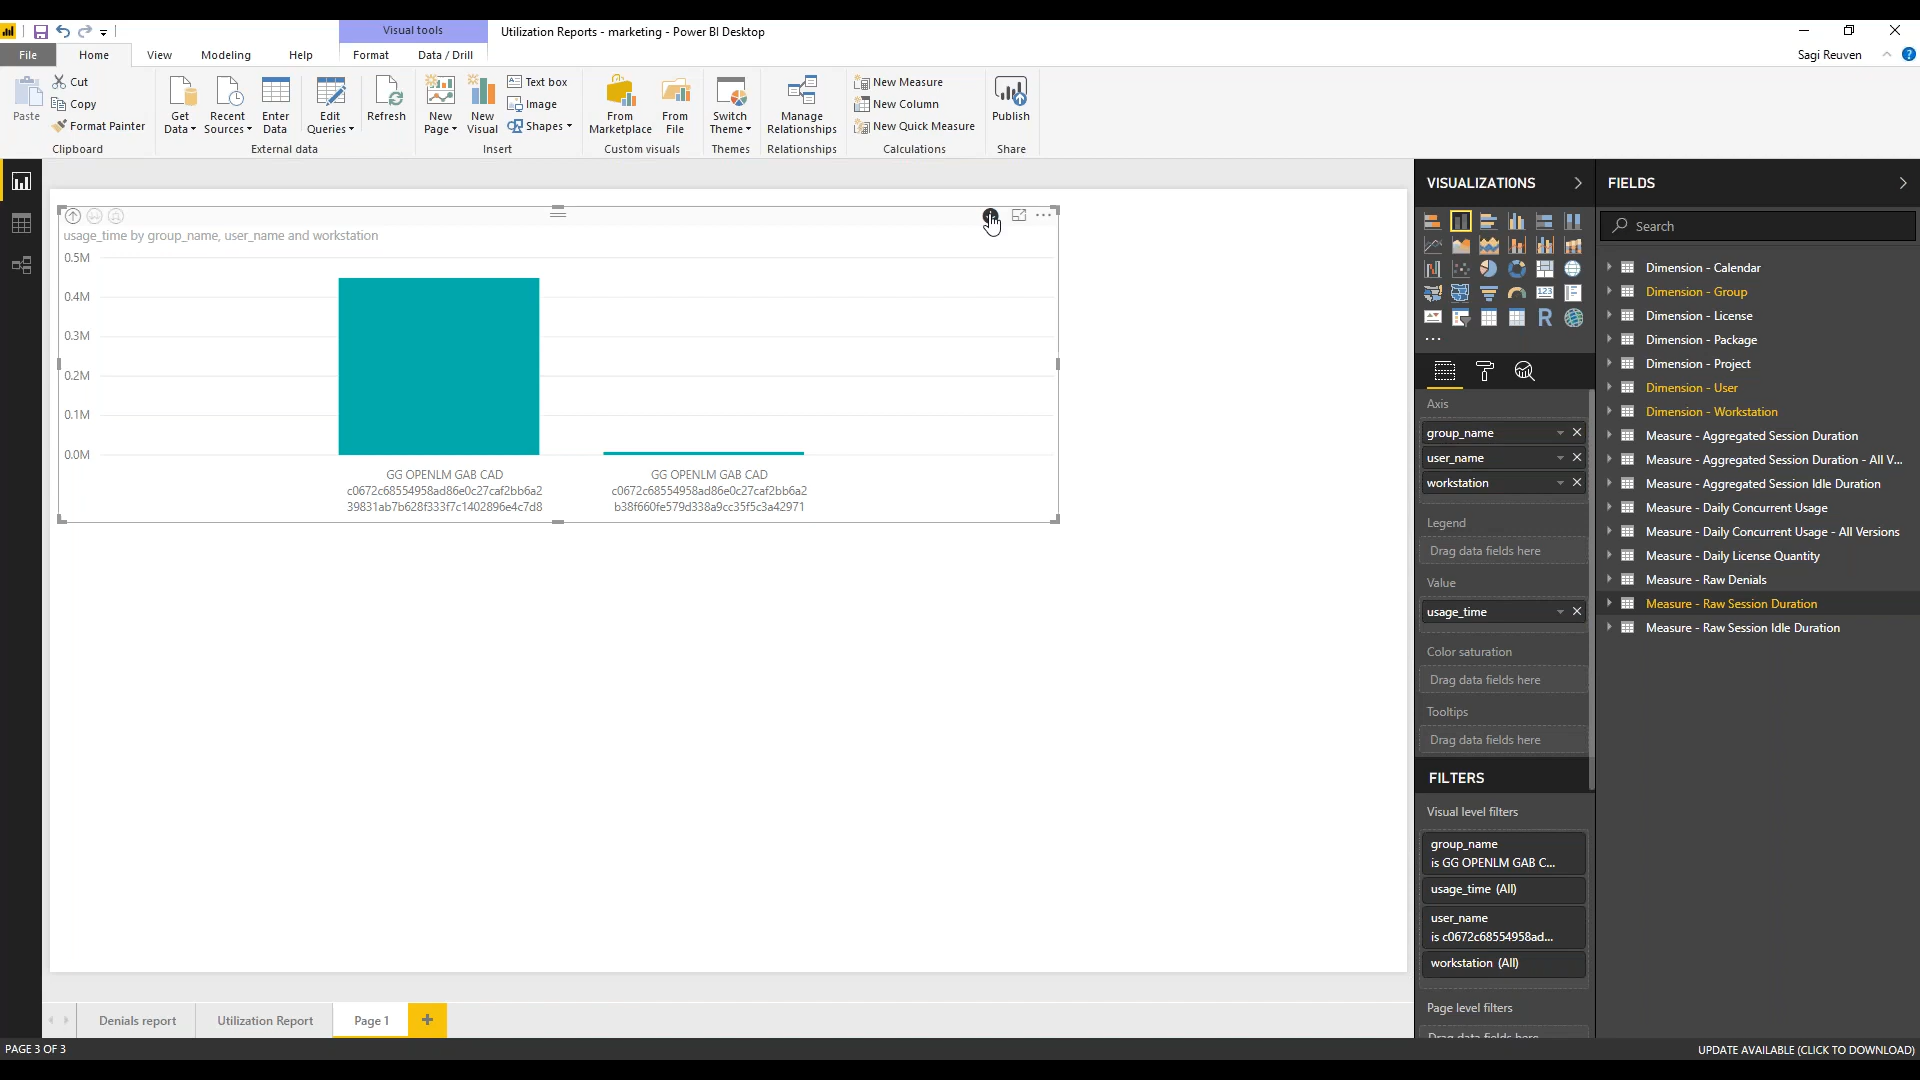 Visual tools
Utilization Reports - marketing - Power BI Desktop
File
Home
View
Modeling
Help
Format
Data / Drill
Sagi Reuven
Paste
Cut
Copy
Format Painter
Clipboard
Get Data
Recent Sources
Enter Data
Edit Queries
Refresh
External data
New Page
New Visual
Text box
Image
Shapes
Insert
From Marketplace
From File
Custom visuals
Switch Theme
Themes
Manage Relationships
Relationships
New Measure
New Column
New Quick Measure
Calculations
Publish
Share
usage_time by group_name, user_name and workstation
0.5M
0.4M
0.3M
0.2M
0.1M
0.0M
GG OPENLM GAB CAD
c0672c68554958ad86e0c27caf2bb6a2
39831ab7b628f333f7c1402896e4c7d8
GG OPENLM GAB CAD
c0672c68554958ad86e0c27caf2bb6a2
b38f660fe579d338a9cc35f5c3a42971
VISUALIZATIONS
Axis
group_name
user_name
workstation
Legend
Drag data fields here
Value
usage_time
Color saturation
Drag data fields here
Tooltips
Drag data fields here
FILTERS
Visual level filters
group_name
is GG OPENLM GAB C...
usage_time (All)
user_name
is c0672c68554958ad...
workstation (All)
Page level filters
Drag data fields here
FIELDS
Search
Dimension - Calendar
Dimension - Group
Dimension - License
Dimension - Package
Dimension - Project
Dimension - User
Dimension - Workstation
Measure - Aggregated Session Duration
Measure - Aggregated Session Duration - All V...
Measure - Aggregated Session Idle Duration
Measure - Daily Concurrent Usage
Measure - Daily Concurrent Usage - All Versions
Measure - Daily License Quantity
Measure - Raw Denials
Measure - Raw Session Duration
Measure - Raw Session Idle Duration
Denials report
Utilization Report
Page 1
PAGE 3 OF 3
UPDATE AVAILABLE (CLICK TO DOWNLOAD)